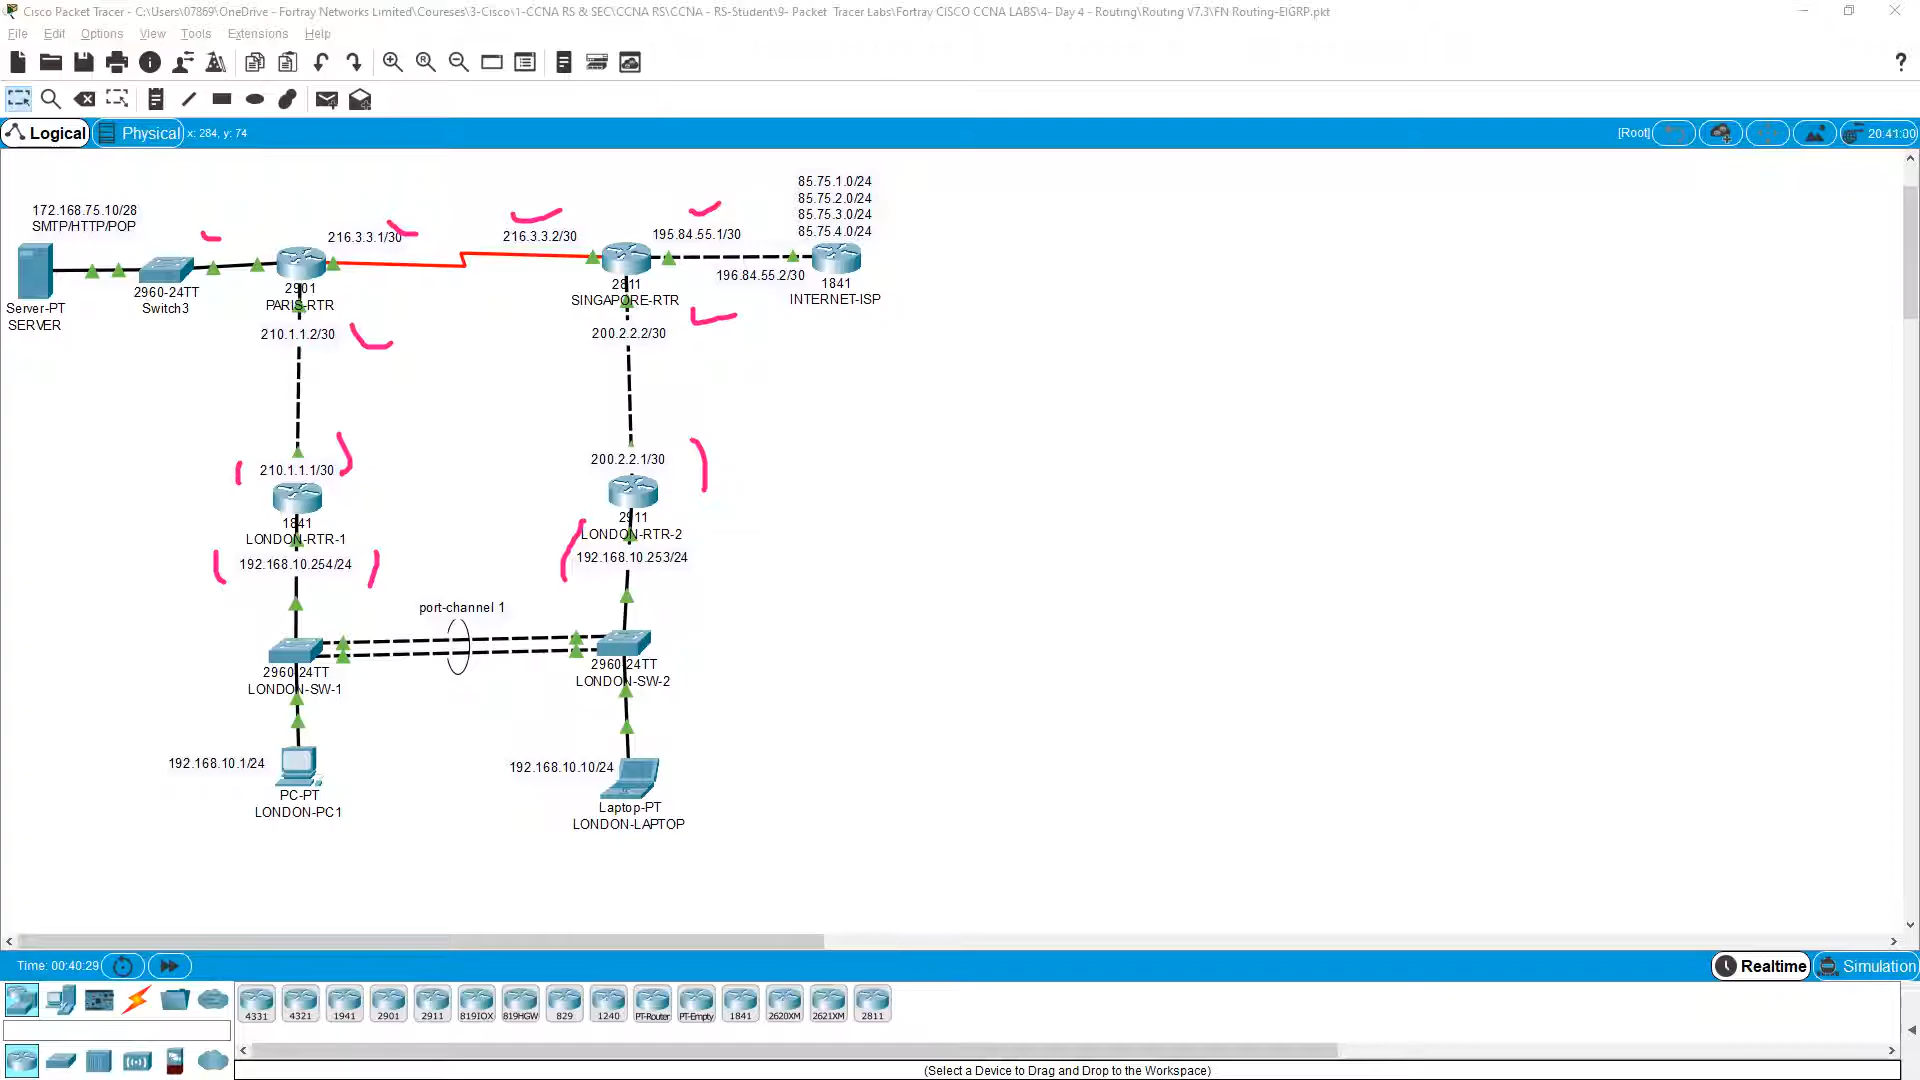 Cisco Packet Tracer - C:\Users\07869\OneDrive - Fortray Networks Limited\Coureses\3-Cisco\1-CCNA RS & SEC\CCNA RS\CCNA - RS-Student\9- Packet Tracer Labs\Fortray CISCO CCNA LABS\4- Day 4 - Routing\Routing V7.3\FN Routing-EIGRP.pkt
File Edit Options View Tools Extensions Help
?
Logical Physical x: 284, y: 74 [Root] 20:41:00
85.75.1.0/24
85.75.2.0/24
85.75.3.0/24
85.75.4.0/24
172.168.75.10/28
SMTP/HTTP/POP
216.3.3.1/30
216.3.3.2/30
195.84.55.1/30
196.84.55.2/30
Server-PT
SERVER
2960-24TT
Switch3
2901
PARIS-RTR
2811
SINGAPORE-RTR
1841
INTERNET-ISP
210.1.1.2/30
200.2.2.2/30
210.1.1.1/30
200.2.2.1/30
1841
LONDON-RTR-1
2911
LONDON-RTR-2
192.168.10.254/24
192.168.10.253/24
port-channel 1
2960-24TT
LONDON-SW-1
2960-24TT
LONDON-SW-2
192.168.10.1/24
192.168.10.10/24
PC-PT
LONDON-PC1
Laptop-PT
LONDON-LAPTOP
Time: 00:40:29 Realtime Simulation
4331 4321 1941 2901 2911 819IOX 819HGW 829 1240 PT-Router PT-Empty 1841 2620XM 2621XM 2811
(Select a Device to Drag and Drop to the Workspace)